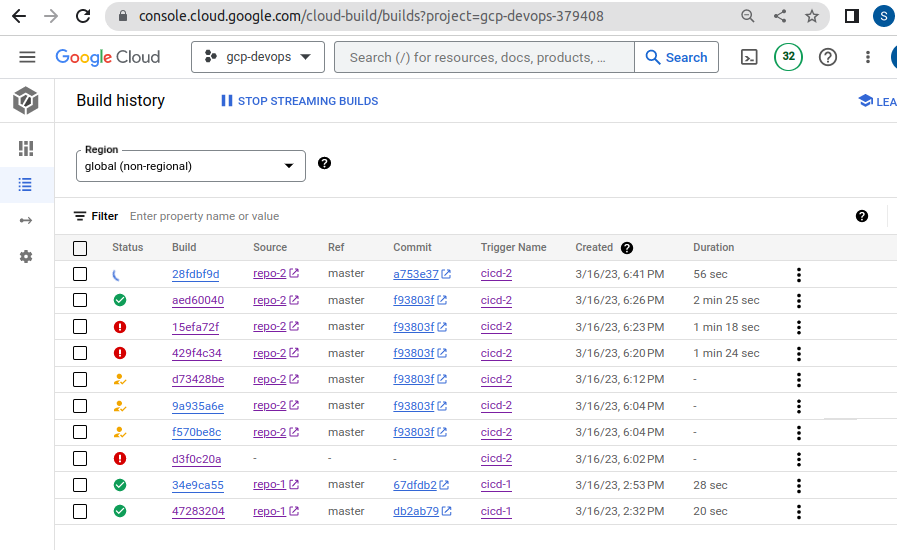 console.cloud.google.com/cloud-build/builds?project=gcp-devops-379408
S
Google Cloud
gcp-devops
Search (/) for resources, docs, products, ...
Search
32
Build history
STOP STREAMING BUILDS
LEA
Region
global (non-regional)
Filter Enter property name or value
Status Build Source Ref Commit Trigger Name Created Duration
28fdbf9d repo-2 master a753e37 cicd-2 3/16/23, 6:41 PM 56 sec
aed60040 repo-2 master f93803f cicd-2 3/16/23, 6:26 PM 2 min 25 sec
15efa72f repo-2 master f93803f cicd-2 3/16/23, 6:23 PM 1 min 18 sec
429f4c34 repo-2 master f93803f cicd-2 3/16/23, 6:20 PM 1 min 24 sec
d73428be repo-2 master f93803f cicd-2 3/16/23, 6:12 PM -
9a935a6e repo-2 master f93803f cicd-2 3/16/23, 6:04 PM -
f570be8c repo-2 master f93803f cicd-2 3/16/23, 6:04 PM -
d3f0c20a - - - cicd-2 3/16/23, 6:02 PM -
34e9ca55 repo-1 master 67dfdb2 cicd-1 3/16/23, 2:53 PM 28 sec
47283204 repo-1 master db2ab79 cicd-1 3/16/23, 2:32 PM 20 sec